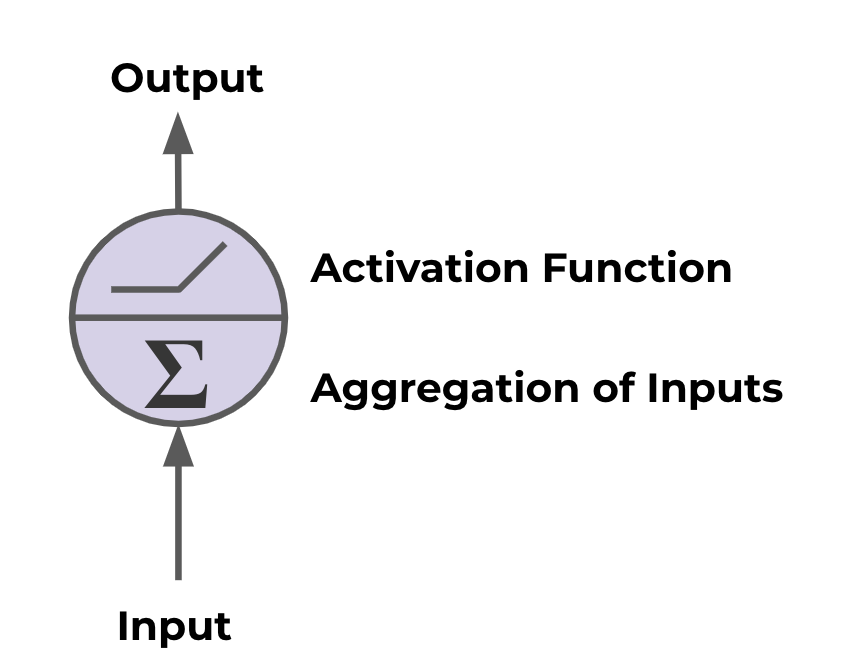 Output
Activation Function
Σ
Aggregation of Inputs
Input